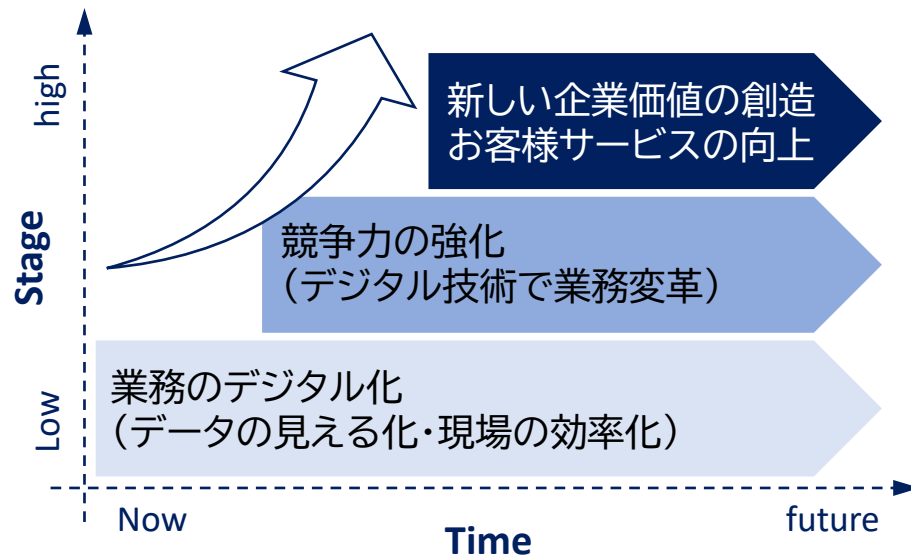 high
Stage
Low
新しい企業価値の創造
お客様サービスの向上
競争力の強化
（デジタル技術で業務変革）
業務のデジタル化
（データの見える化・現場の効率化）
Now
Time
future